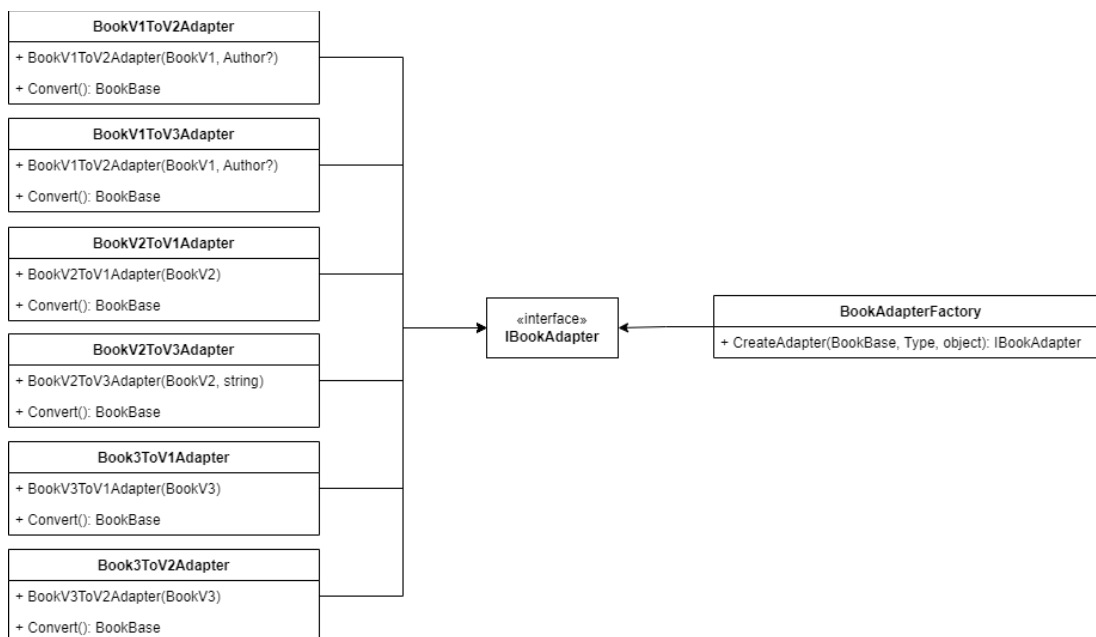 BookV1ToV2Adapter
+ BookV1ToV2Adapter(BookV1, Author?)
+ Convert(): BookBase
BookV1ToV3Adapter
+ BookV1ToV2Adapter(BookV1, Author?)
+ Convert(): BookBase
BookV2ToV1Adapter
+ BookV2ToV1Adapter(BookV2)
+ Convert(): BookBase
BookV2ToV3Adapter
+ BookV2ToV3Adapter(BookV2, string)
+ Convert(): BookBase
Book3ToV1Adapter
+ BookV3ToV1Adapter(BookV3)
+ Convert(): BookBase
Book3ToV2Adapter
+ BookV3ToV2Adapter(BookV3)
+ Convert(): BookBase
«interface»
IBookAdapter
BookAdapterFactory
+ CreateAdapter(BookBase, Type, object): IBookAdapter